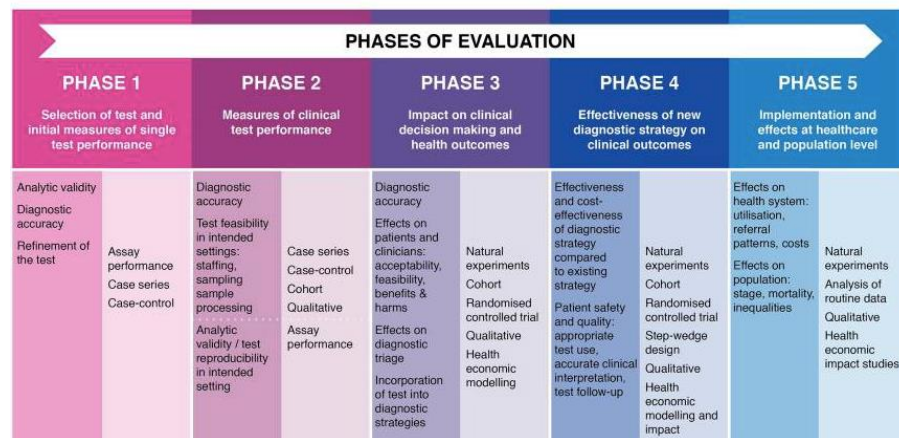 PHASES OF EVALUATION
PHASE 1
Selection of test and
initial measures of single
test performance
PHASE 2
Measures of clinical
test performance
PHASE 3
Impact on clinical
decision making and
health outcomes
PHASE 4
Effectiveness of new
diagnostic strategy on
clinical outcomes
PHASE 5
Implementation and
effects at healthcare
and population level
Analytic validity
Diagnostic
accuracy
Refinement of
the test
Assay
performance
Case series
Case-control
Diagnostic
accuracy
Test feasibility
in intended
settings:
staffing,
sampling
sample
processing
Analytic
validity / test
reproducibility
in intended
setting
Case series
Case-control
Cohort
Qualitative
Assay
performance
Diagnostic
accuracy
Effects on
patients and
clinicians:
acceptability,
feasibility,
benefits &
harms
Effects on
diagnostic
triage
Incorporation
of test into
diagnostic
strategies
Natural
experiments
Cohort
Randomised
controlled trial
Qualitative
Health
economic
modelling
Effectiveness
and cost-
effectiveness
of diagnostic
strategy
compared
to existing
strategy
Patient safety
and quality:
appropriate
test use,
accurate clinical
interpretation,
test follow-up
Natural
experiments
Cohort
Randomised
controlled trial
Step-wedge
design
Qualitative
Health
economic
modelling and
impact
Effects on
health system:
utilisation,
referral
patterns, costs
Effects on
population:
stage, mortality,
inequalities
Natural
experiments
Analysis of
routine data
Qualitative
Health
economic
impact studies